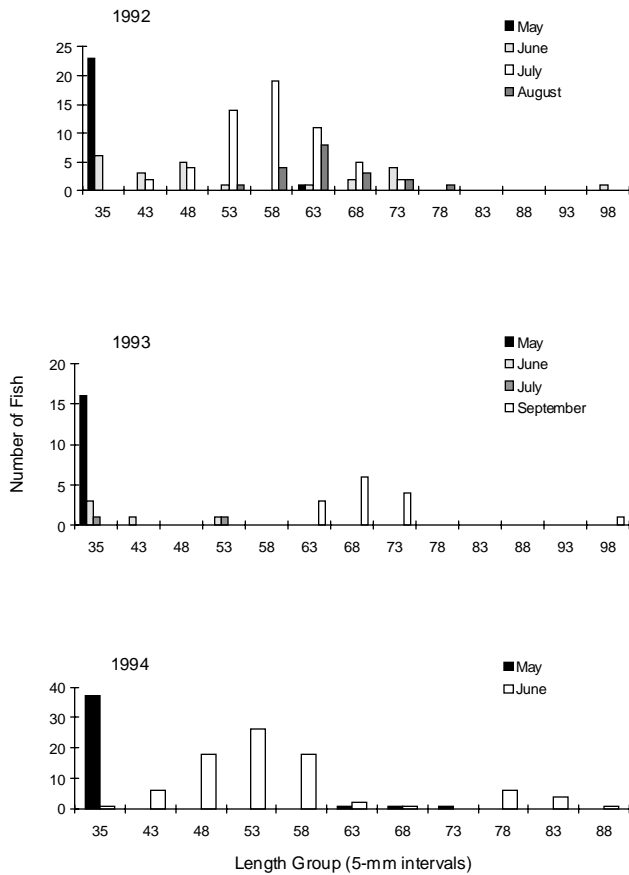 1992
May
June
July
August
25
20
15
10
5
0
35 43 48 53 58 63 68 73 78 83 88 93 98
1993
May
June
July
September
Number of Fish
20
15
10
5
0
35 43 48 53 58 63 68 73 78 83 88 93 98
1994
May
June
40
30
20
10
0
35 43 48 53 58 63 68 73 78 83 88
Length Group (5-mm intervals)